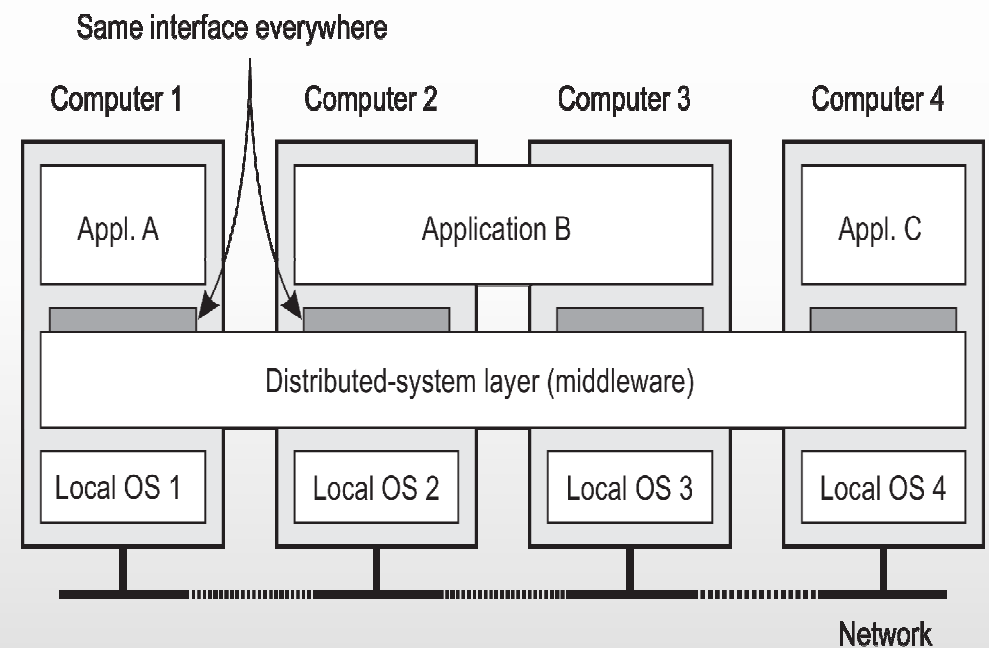 Same interface everywhere
Computer 1
Computer 2
Computer 3
Computer 4
Appl. A
Application B
Appl. C
Distributed-system layer (middleware)
Local OS 1
Local OS 2
Local OS 3
Local OS 4
Network